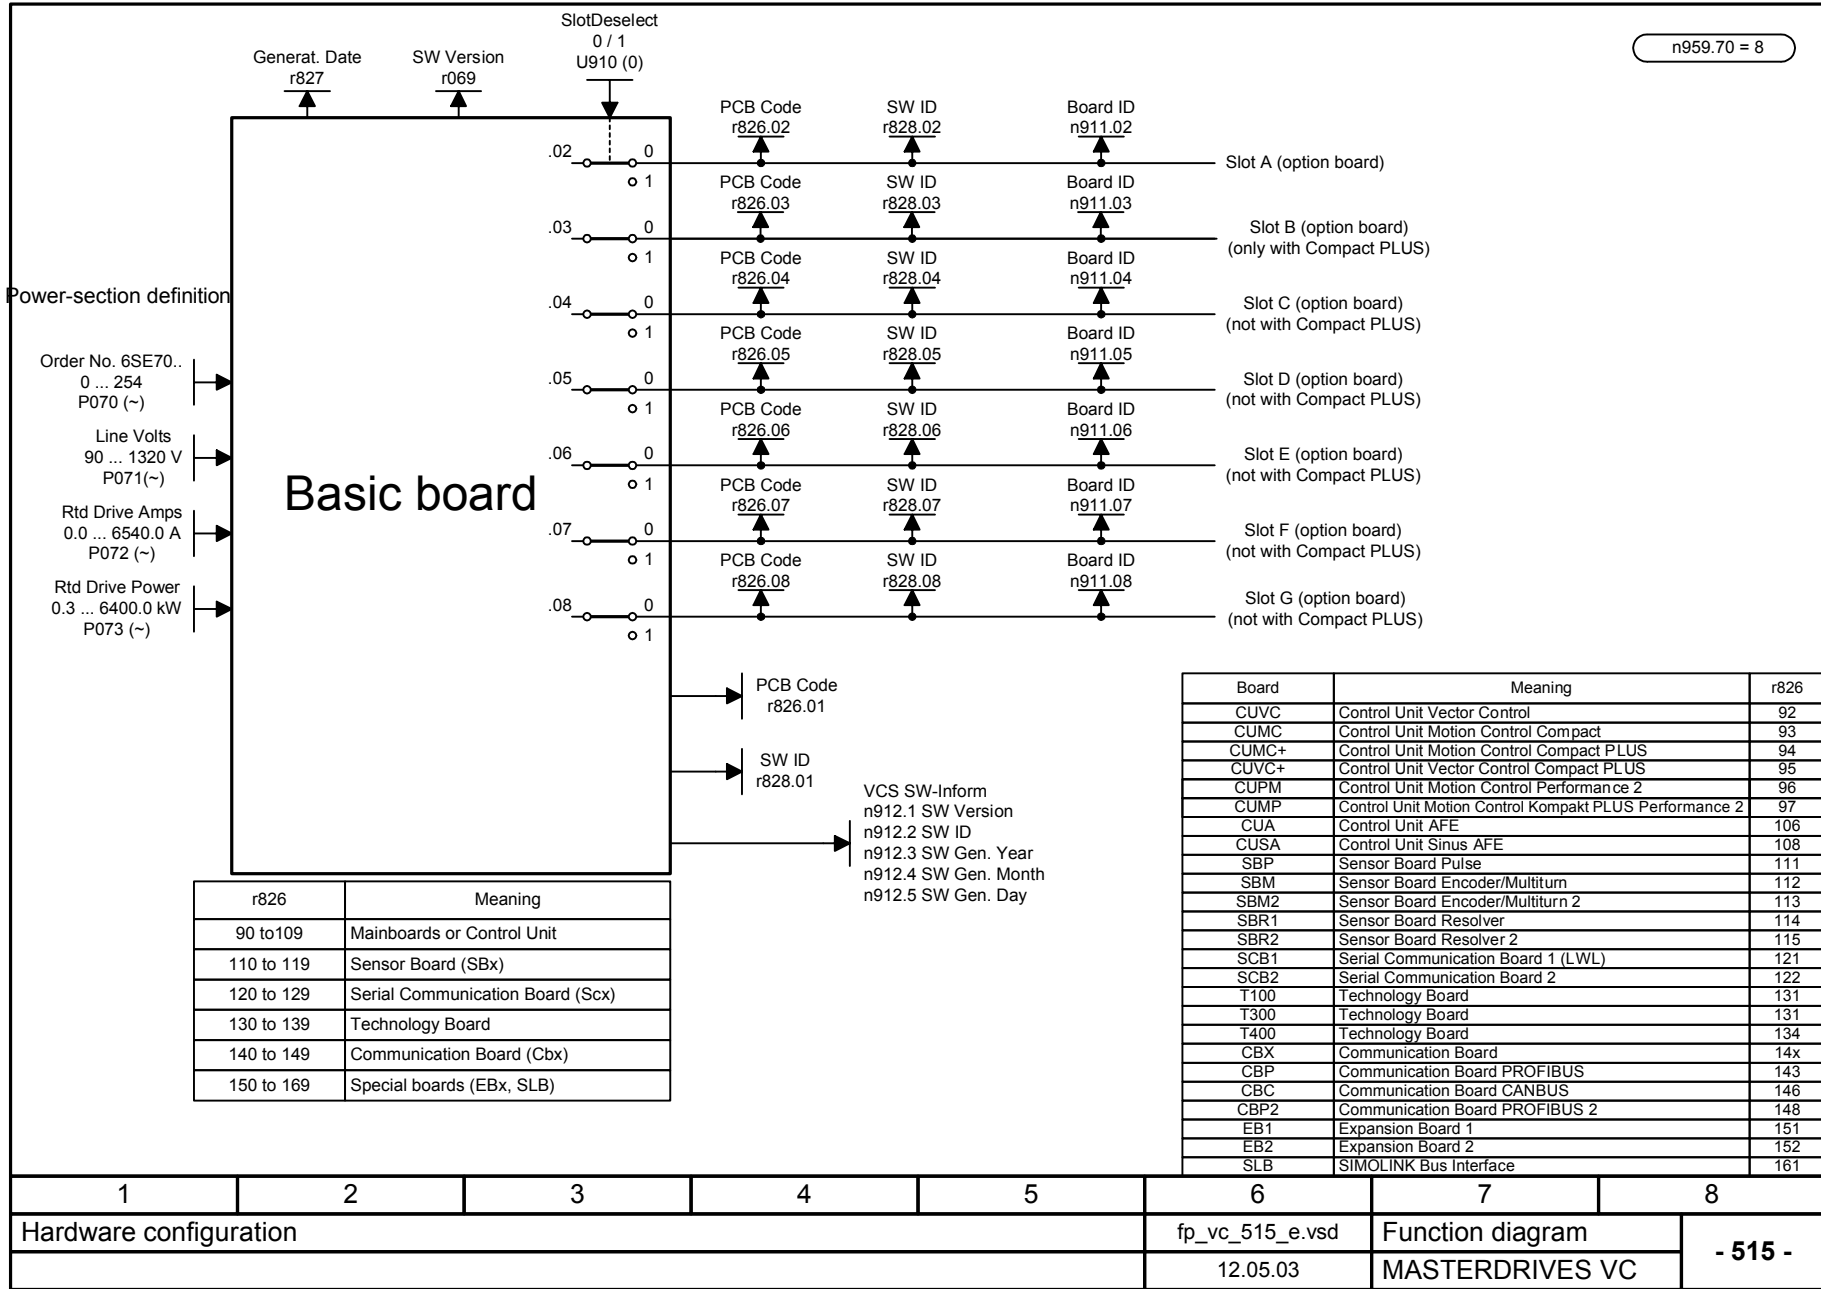 SlotDeselect
0 / 1
U910 (0)
Generat. Date
r827
SW Version
r069
n959.70 = 8
PCB Code
r826.02
SW ID
r828.02
Board ID
n911.02
.02
0
1
Slot A (option board)
PCB Code
r826.03
SW ID
r828.03
Board ID
n911.03
.03
0
1
Slot B (option board)
(only with Compact PLUS)
PCB Code
r826.04
SW ID
r828.04
Board ID
n911.04
.04
0
1
Slot C (option board)
(not with Compact PLUS)
PCB Code
r826.05
SW ID
r828.05
Board ID
n911.05
.05
0
1
Slot D (option board)
(not with Compact PLUS)
PCB Code
r826.06
SW ID
r828.06
Board ID
n911.06
.06
0
1
Slot E (option board)
(not with Compact PLUS)
PCB Code
r826.07
SW ID
r828.07
Board ID
n911.07
.07
0
1
Slot F (option board)
(not with Compact PLUS)
PCB Code
r826.08
SW ID
r828.08
Board ID
n911.08
.08
0
1
Slot G (option board)
(not with Compact PLUS)
Power-section definition
Order No. 6SE70..
0 ... 254
P070 (~)
Line Volts
90 ... 1320 V
P071(~)
Rtd Drive Amps
0.0 ... 6540.0 A
P072 (~)
Rtd Drive Power
0.3 ... 6400.0 kW
P073 (~)
Basic board
PCB Code
r826.01
SW ID
r828.01
VCS SW-Inform
n912.1 SW Version
n912.2 SW ID
n912.3 SW Gen. Year
n912.4 SW Gen. Month
n912.5 SW Gen. Day
r826 Meaning
90 to109 Mainboards or Control Unit
110 to 119 Sensor Board (SBx)
120 to 129 Serial Communication Board (Scx)
130 to 139 Technology Board
140 to 149 Communication Board (Cbx)
150 to 169 Special boards (EBx, SLB)
Board Meaning r826
CUVC Control Unit Vector Control 92
CUMC Control Unit Motion Control Compact 93
CUMC+ Control Unit Motion Control Compact PLUS 94
CUVC+ Control Unit Vector Control Compact PLUS 95
CUPM Control Unit Motion Control Performance 2 96
CUMP Control Unit Motion Control Kompakt PLUS Performance 2 97
CUA Control Unit AFE 106
CUSA Control Unit Sinus AFE 108
SBP Sensor Board Pulse 111
SBM Sensor Board Encoder/Multiturn 112
SBM2 Sensor Board Encoder/Multiturn 2 113
SBR1 Sensor Board Resolver 114
SBR2 Sensor Board Resolver 2 115
SCB1 Serial Communication Board 1 (LWL) 121
SCB2 Serial Communication Board 2 122
T100 Technology Board 131
T300 Technology Board 131
T400 Technology Board 134
CBX Communication Board 14x
CBP Communication Board PROFIBUS 143
CBC Communication Board CANBUS 146
CBP2 Communication Board PROFIBUS 2 148
EB1 Expansion Board 1 151
EB2 Expansion Board 2 152
SLB SIMOLINK Bus Interface 161
1 2 3 4 5 6 7 8
Hardware configuration
fp_vc_515_e.vsd
Function diagram
- 515 -
12.05.03
MASTERDRIVES VC